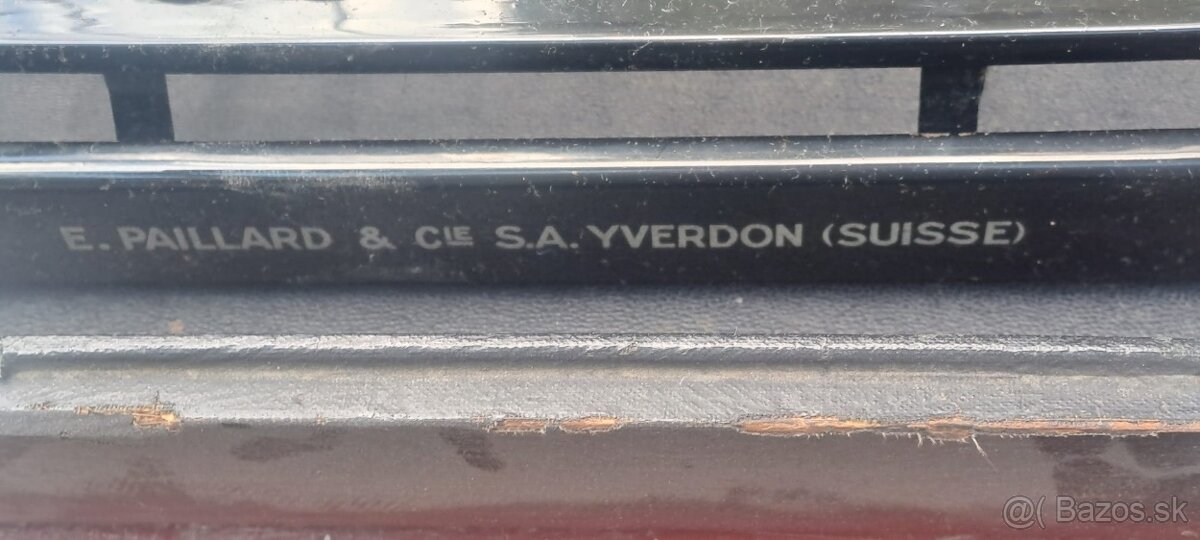 E. PAILLARD & CIE S.A. YVERDON (SUISSE)
@( Bazos.sk